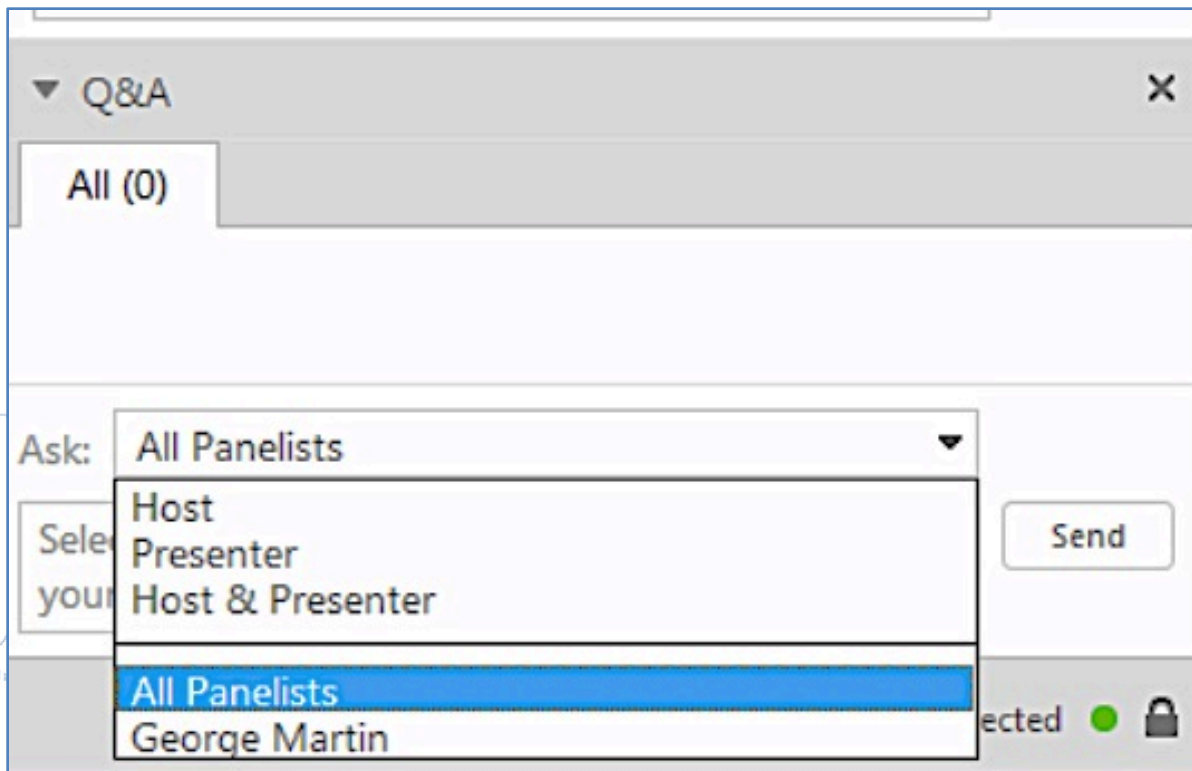 Q&A
All (0)
Ask: All Panelists
Host
Presenter
Host & Presenter
All Panelists
George Martin
Send